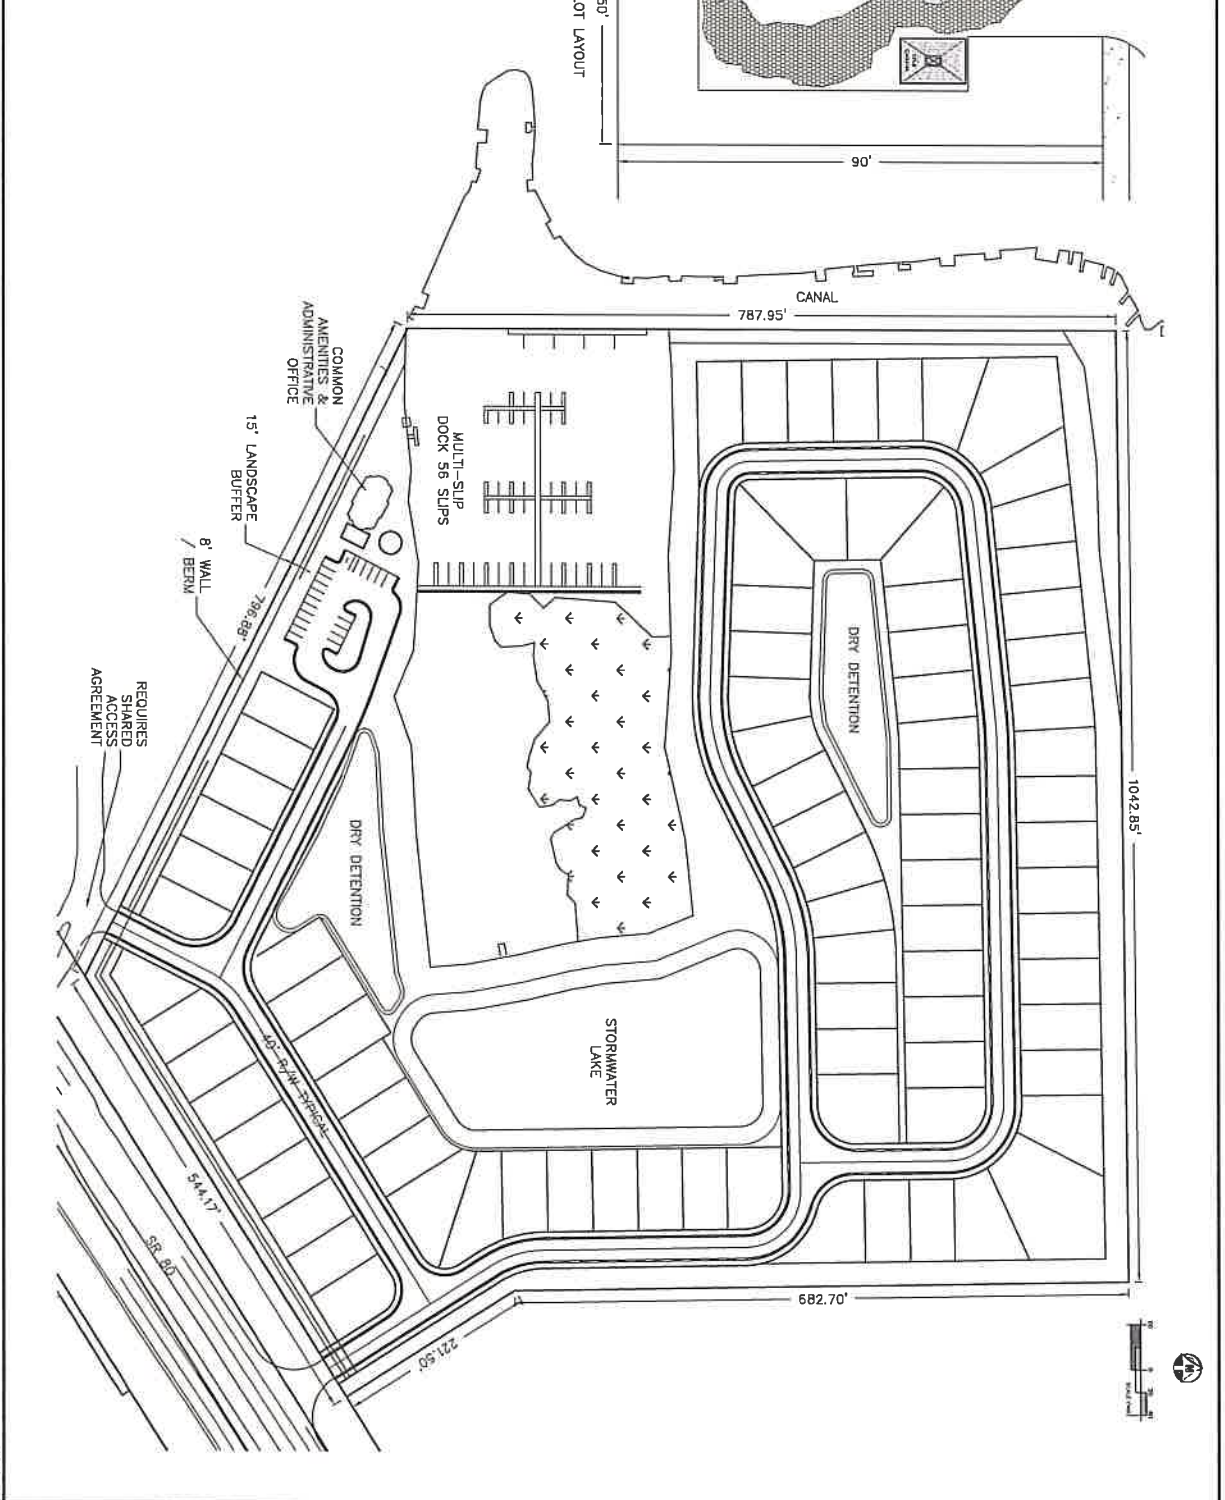 50'
LOT LAYOUT
90'
CANAL
787.95'
COMMON
AMENITIES &
ADMINISTRATIVE
OFFICE
15' LANDSCAPE
BUFFER
MULTI-SLIP
DOCK 56 SLIPS
8' WALL
/ BERM
796.88'
DRY DETENTION
REQUIRES
SHARED
ACCESS
AGREEMENT
1042.85'
DRY DETENTION
STORMWATER
LAKE
40' R/W TYPICAL
544.17'
SR 80
682.70'
221.50'